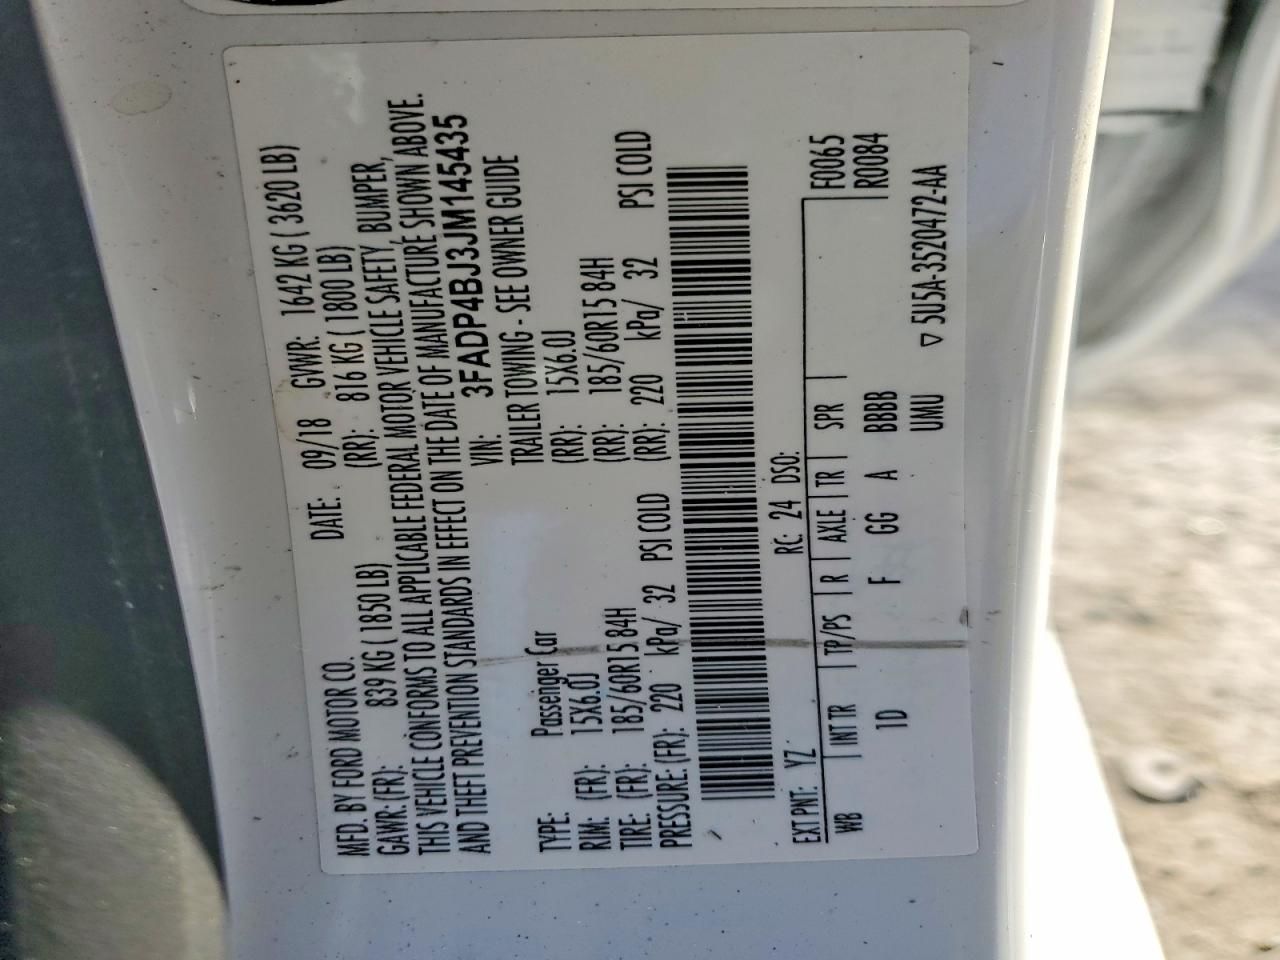 MFD. BY FORD MOTOR CO. DATE: 09/18 GVWR: 1642 KG ( 3620 LB)
GAWR: (FR): 839 KG ( 1850 LB) (RR): 816 KG ( 1800 LB)
THIS VEHICLE CONFORMS TO ALL APPLICABLE FEDERAL MOTOR VEHICLE SAFETY, BUMPER,
AND THEFT PREVENTION STANDARDS IN EFFECT ON THE DATE OF MANUFACTURE SHOWN ABOVE.
VIN: 3FADP4BJ3JM145435
TYPE: Passenger Car TRAILER TOWING - SEE OWNER GUIDE
RIM: (FR): 15X6.0J (RR): 15X6.0J
TIRE: (FR): 185/60R15 84H (RR): 185/60R15 84H
PRESSURE: (FR): 220 kPa/ 32 PSI COLD (RR): 220 kPa/ 32 PSI COLD
EXT PNT: YZ RC: 24 DSO: F0065
WB INT TR TP/PS R AXLE TR SPR R0084
1D F GG A BBBB
UMU ▽ 5U5A-3520472-AA